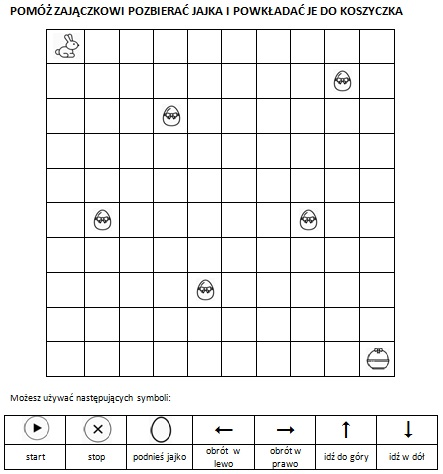 POMÓŻ ZAJĄCZKOWI POZBIERAĆ JAJKA I POWKŁADAĆ JE DO KOSZYCZKA
Możesz używać następujących symboli:
start stop podnieś jajko obrót w lewo obrót w prawo idź do góry idź w dół